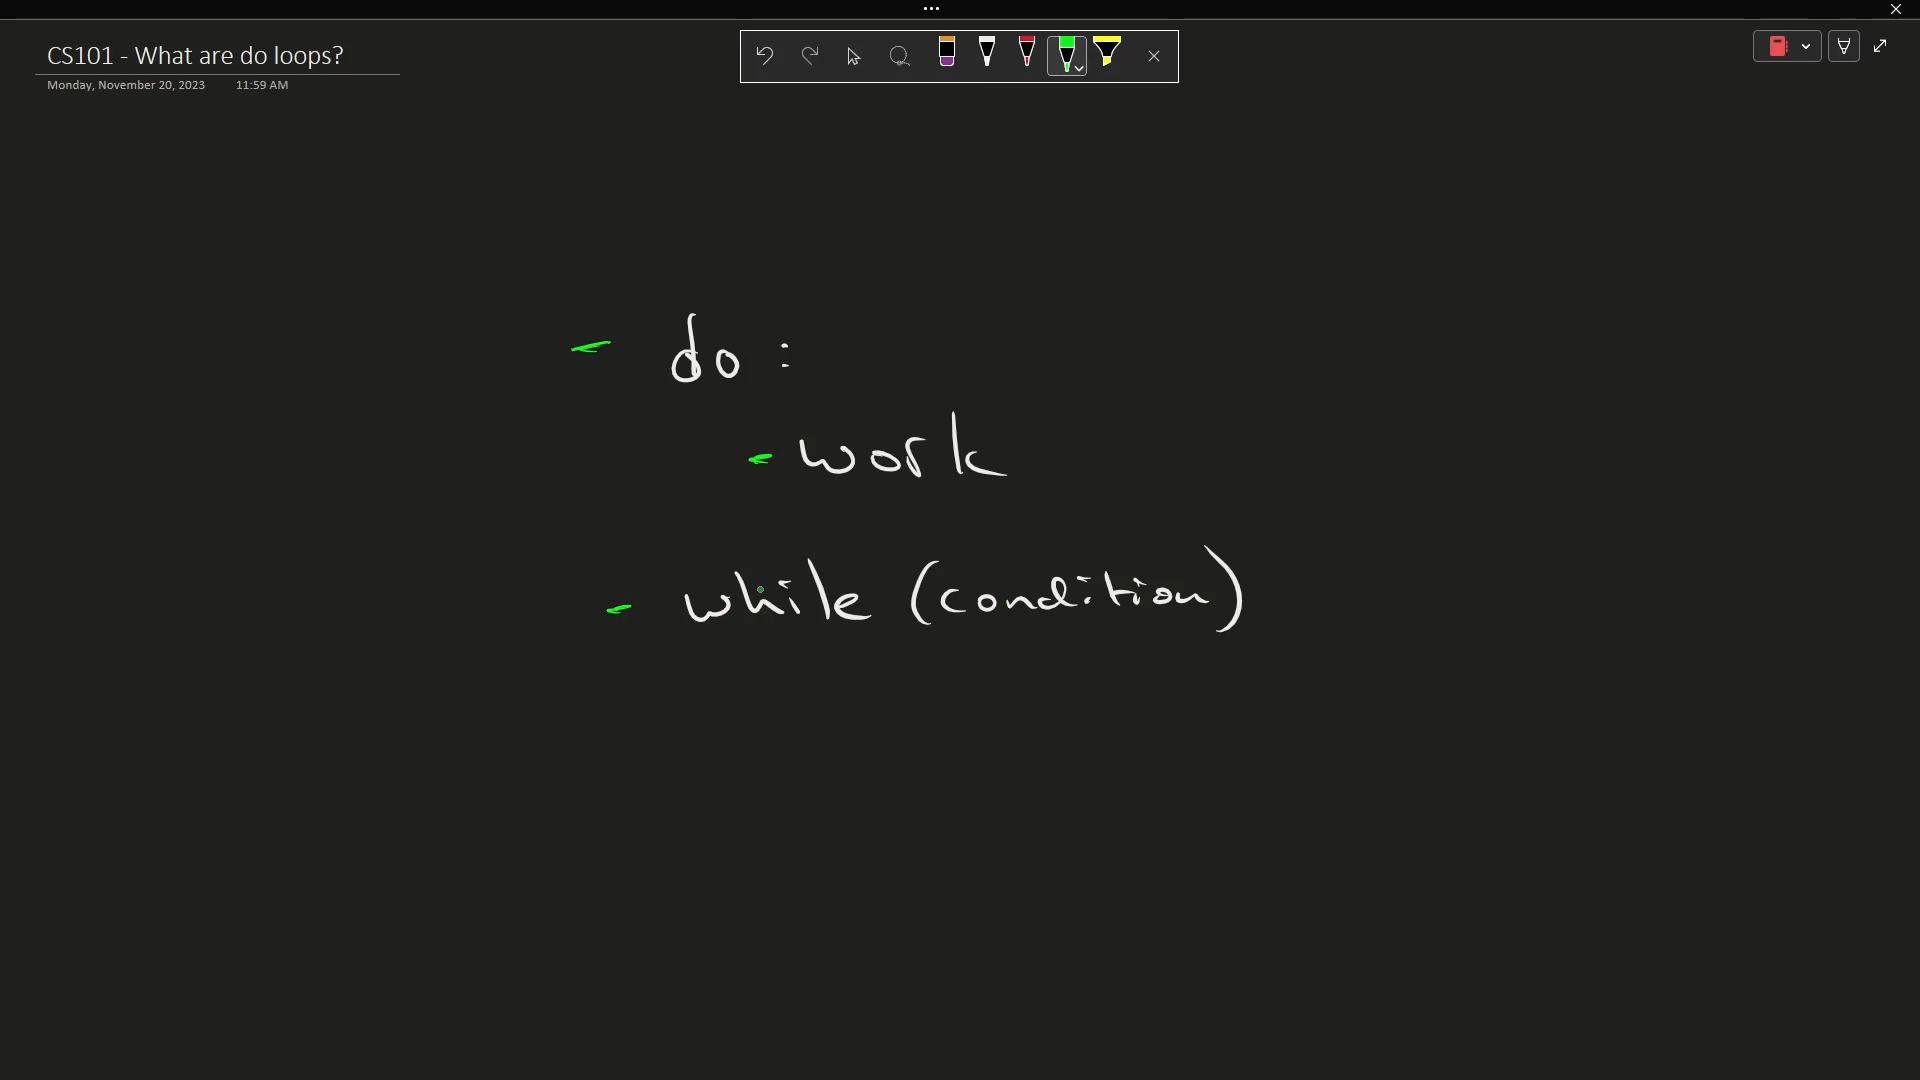 CS101 - What are do loops?
Monday, November 20, 2023 11:59 AM
- do :
- work
- while (condition)